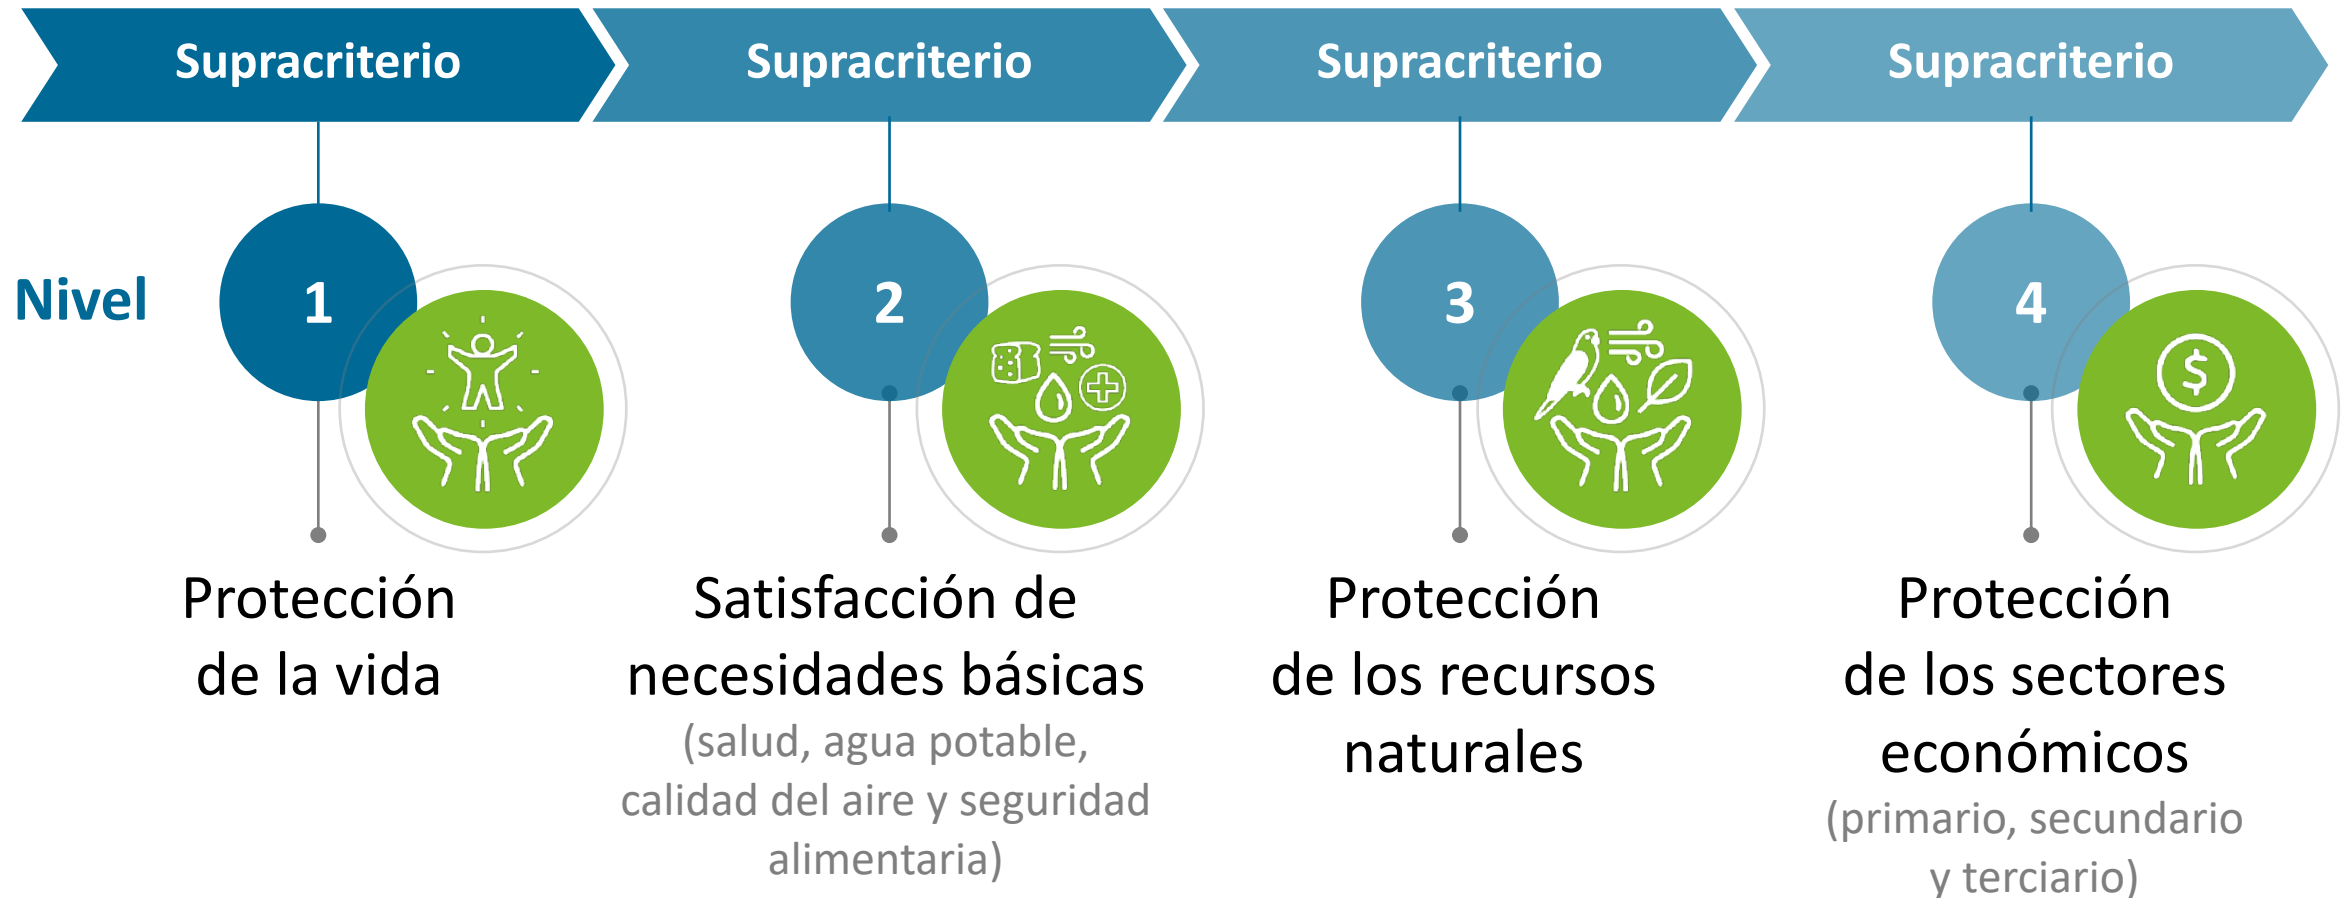 Supracriterio
Supracriterio
Supracriterio
Supracriterio
Nivel
1
2
3
4
Protección
de la vida
Satisfacción de
necesidades básicas
(salud, agua potable,
calidad del aire y seguridad
alimentaria)
Protección
de los recursos
naturales
Protección
de los sectores
económicos
(primario, secundario
y terciario)
$